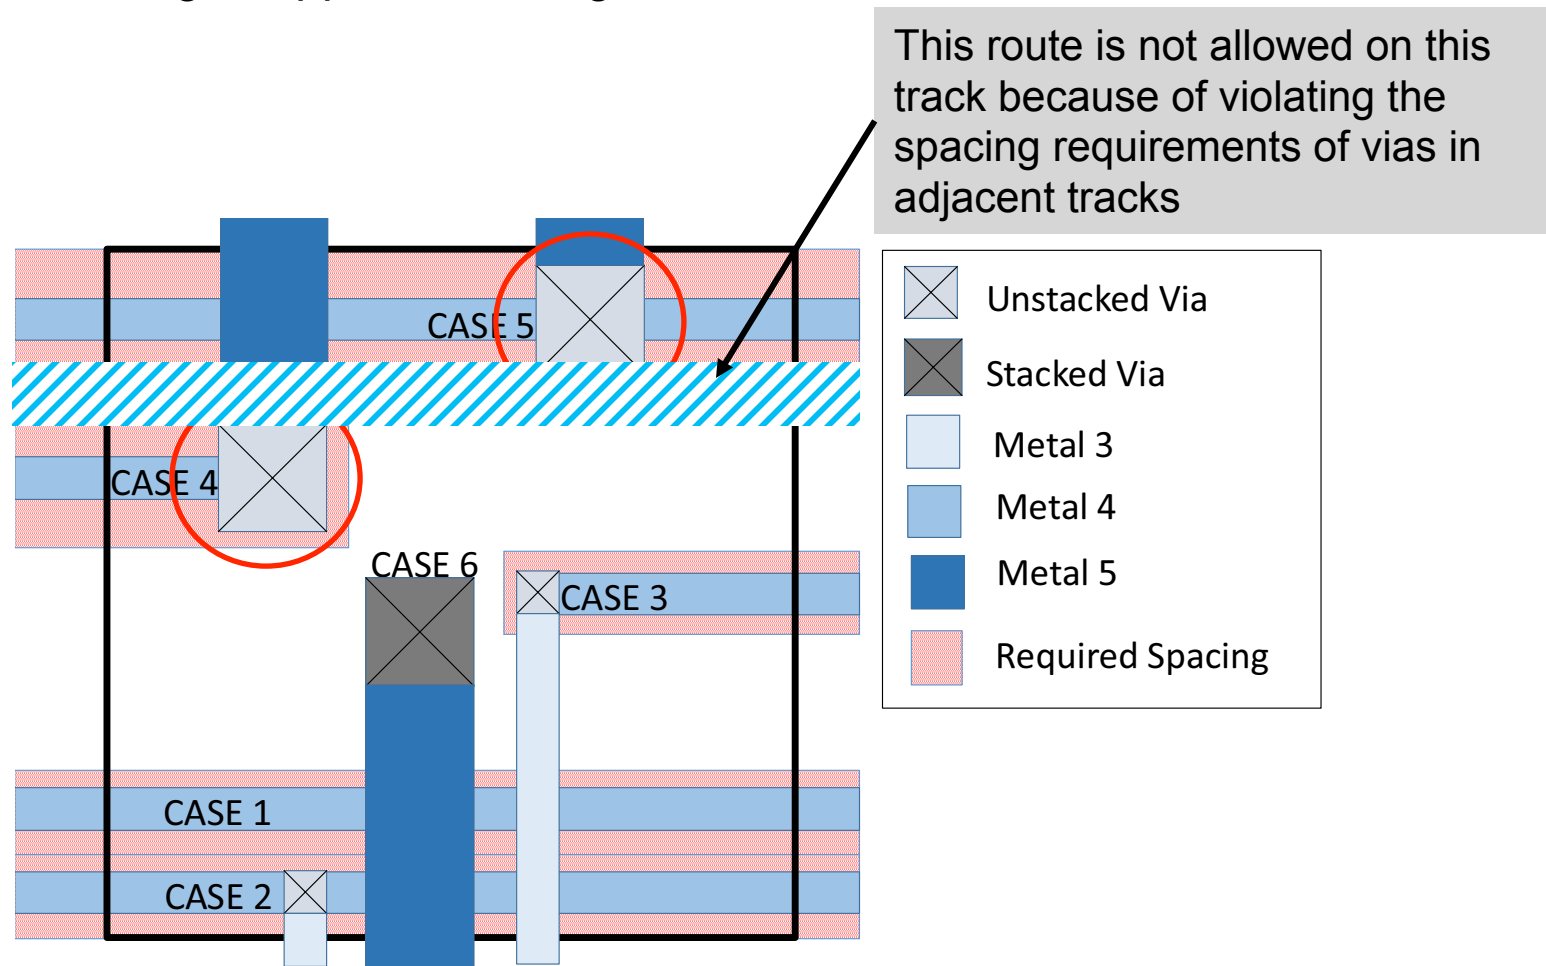 This route is not allowed on this
track because of violating the
spacing requirements of vias in
adjacent tracks
CASE 5
CASE 4
CASE 6
CASE 3
CASE 1
CASE 2
Unstacked Via
Stacked Via
Metal 3
Metal 4
Metal 5
Required Spacing